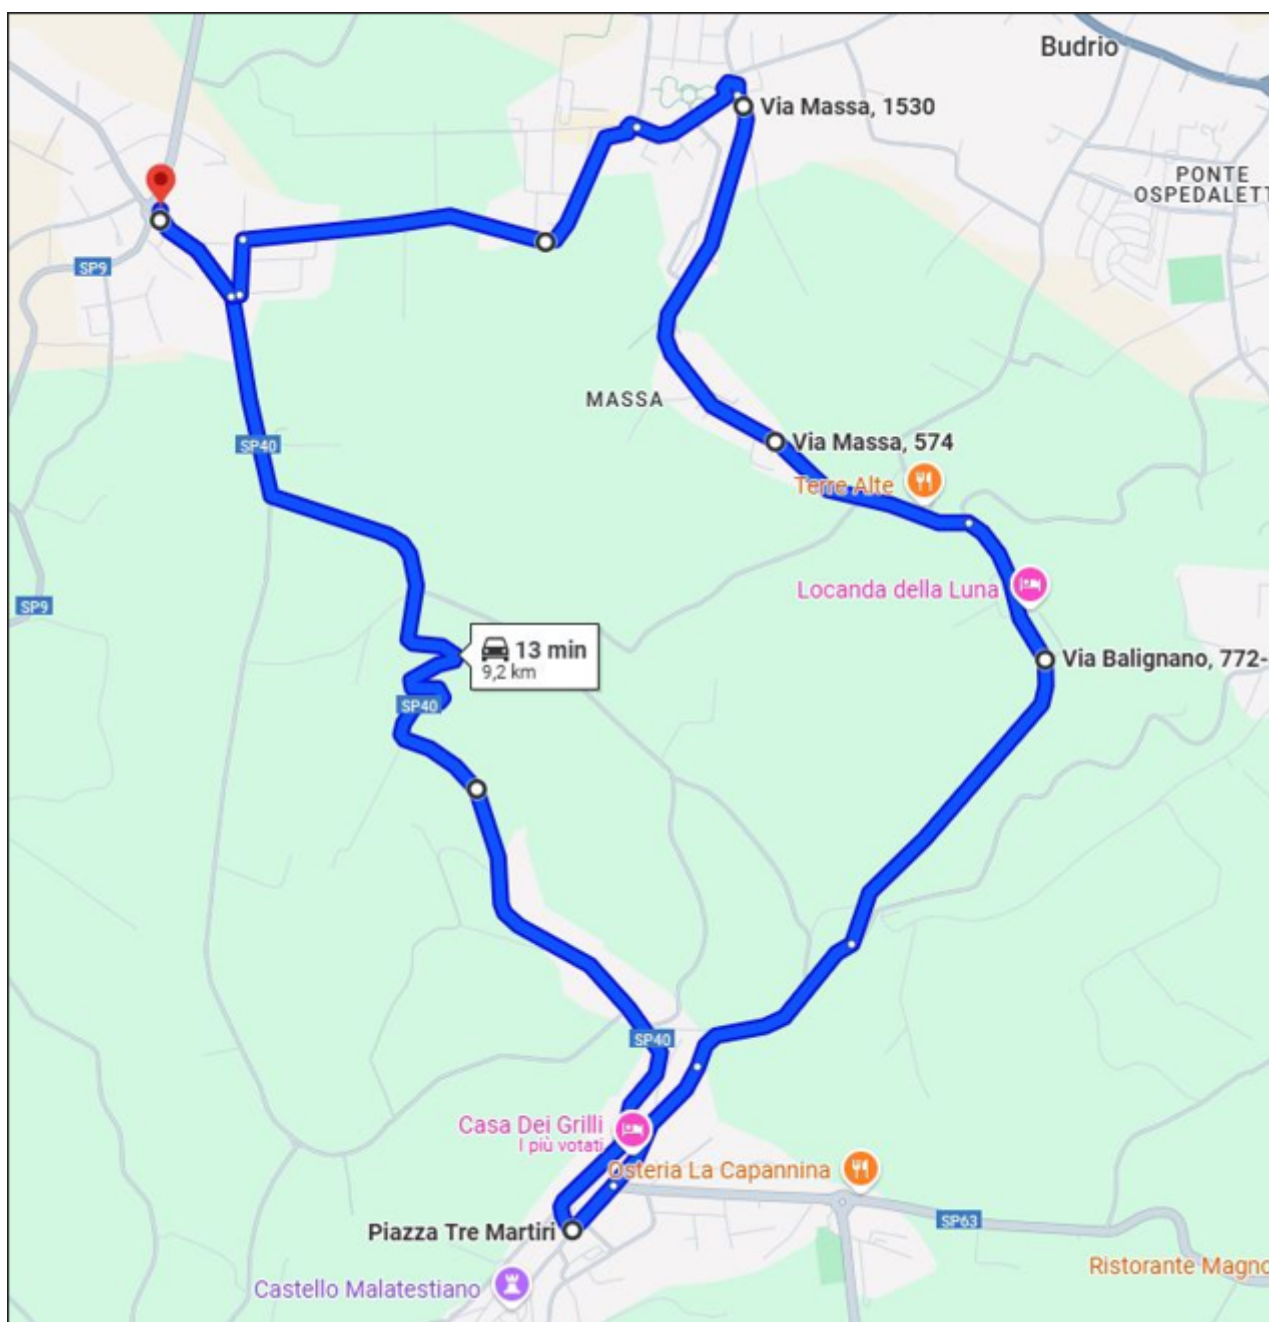 Budrio
Via Massa, 1530
PONTE
OSPEDALETT
SP9
MASSA
SP40
Via Massa, 574
Terre Alte
Locanda della Luna
SP9
13 min
9,2 km
Via Balignano, 772-
SP40
SP40
Casa Dei Grilli
I più votati
Osteria La Capannina
SP63
Piazza Tre Martiri
Ristorante Magno
Castello Malatestiano